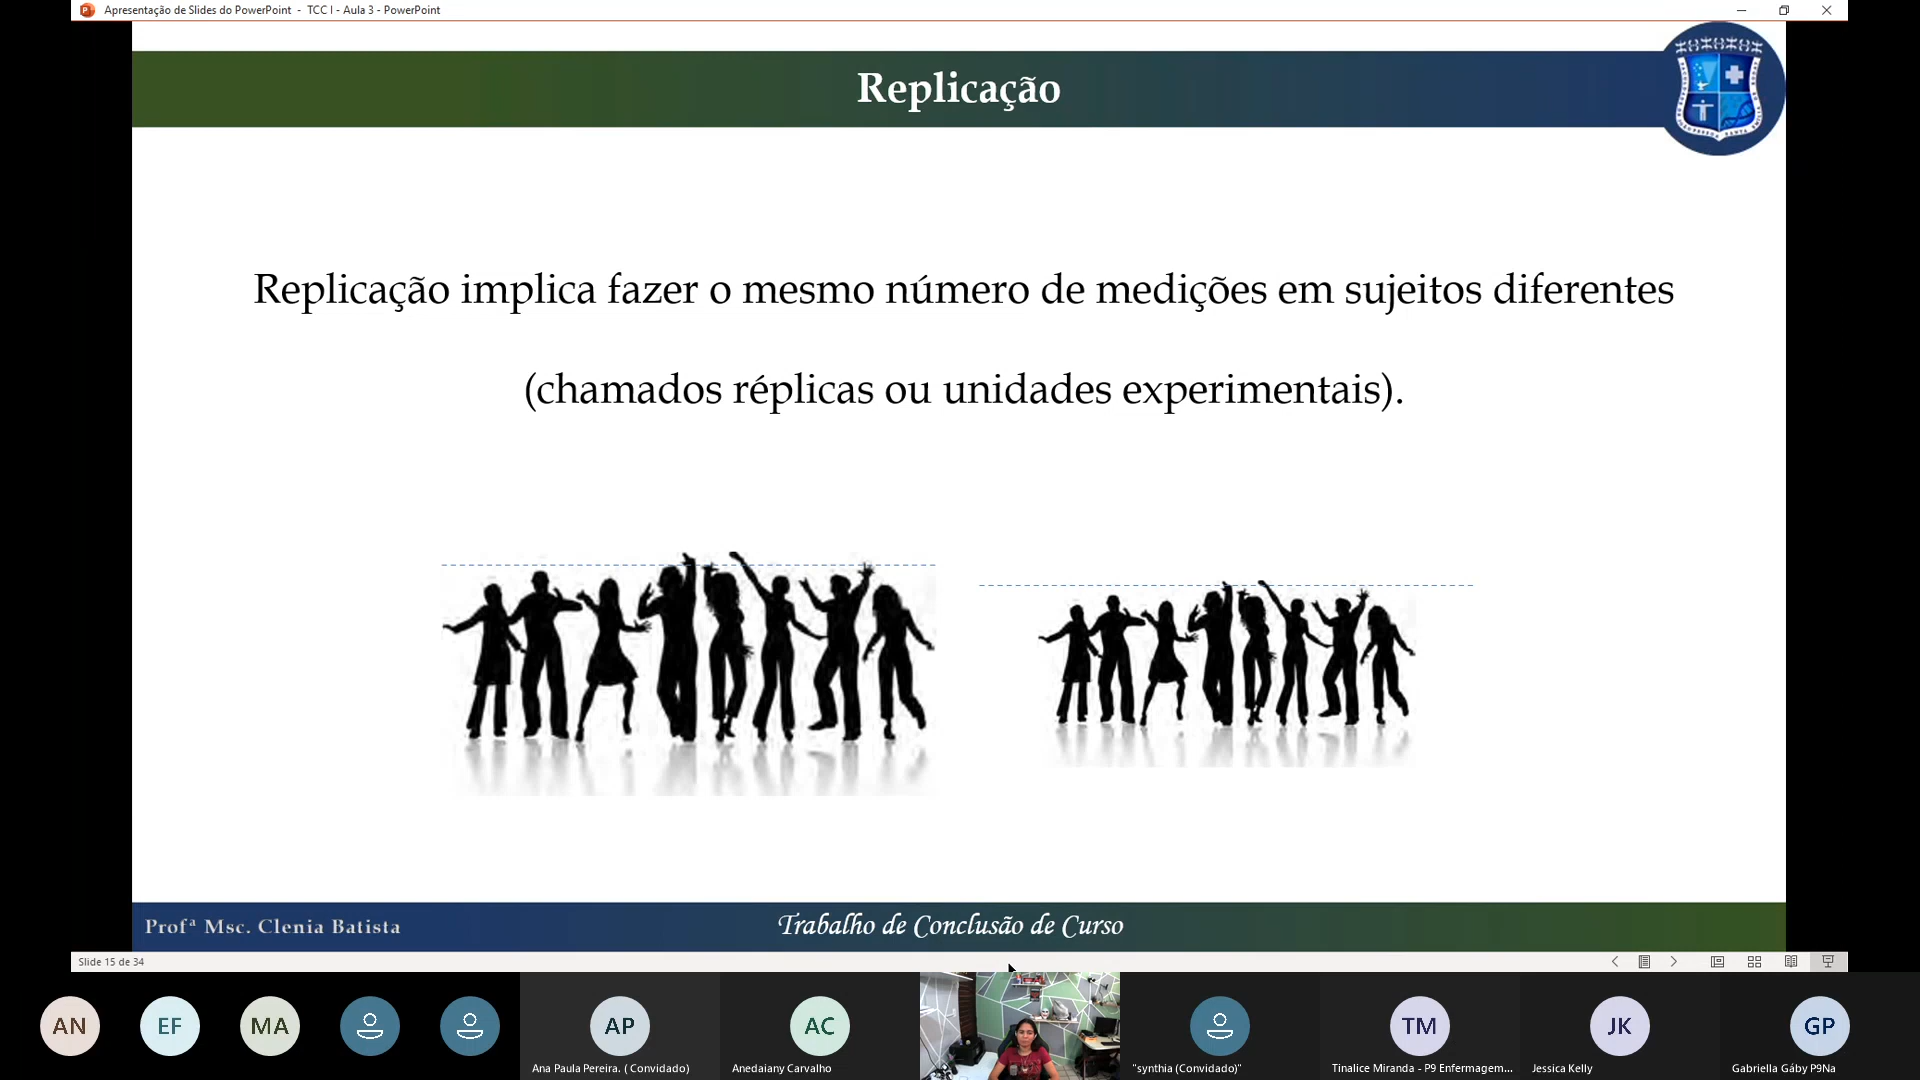 Apresentação de Slides do PowerPoint - TCC I - Aula 3 - PowerPoint
Replicação
Replicação implica fazer o mesmo número de medições em sujeitos diferentes
(chamados réplicas ou unidades experimentais).
Profª Msc. Clenia Batista
Trabalho de Conclusão de Curso
Slide 15 de 34
AN
EF
MA
AP
AC
TM
JK
GP
Ana Paula Pereira. ( Convidado)
Anedaiany Carvalho
"synthia (Convidado)"
Tinalice Miranda - P9 Enfermagem...
Jessica Kelly
Gabriella Gáby P9Na